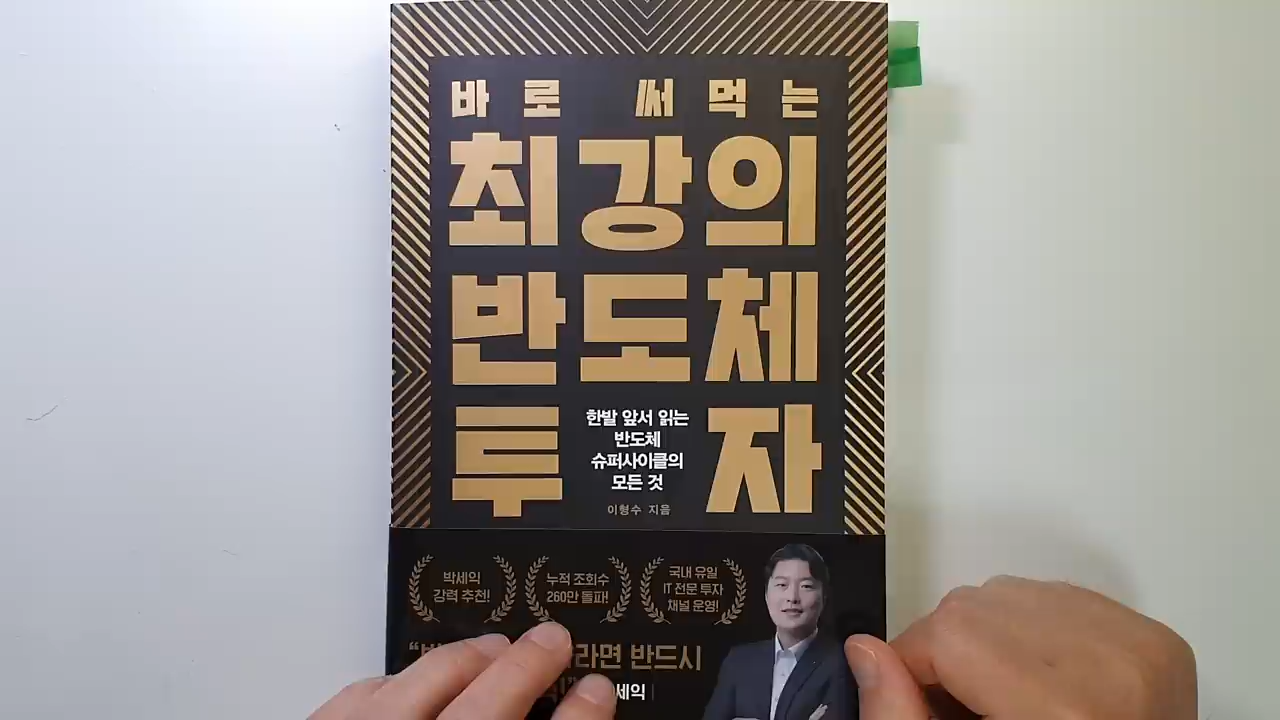 바로 써먹는
최강의
반도체
투자
한발 앞서 읽는
반도체
슈퍼사이클의
모든 것
이형수 지음
박세익
강력 추천!
누적 조회수
260만 돌파!
국내 유일
IT 전문 투자
채널 운영!
라면 반드시
세익